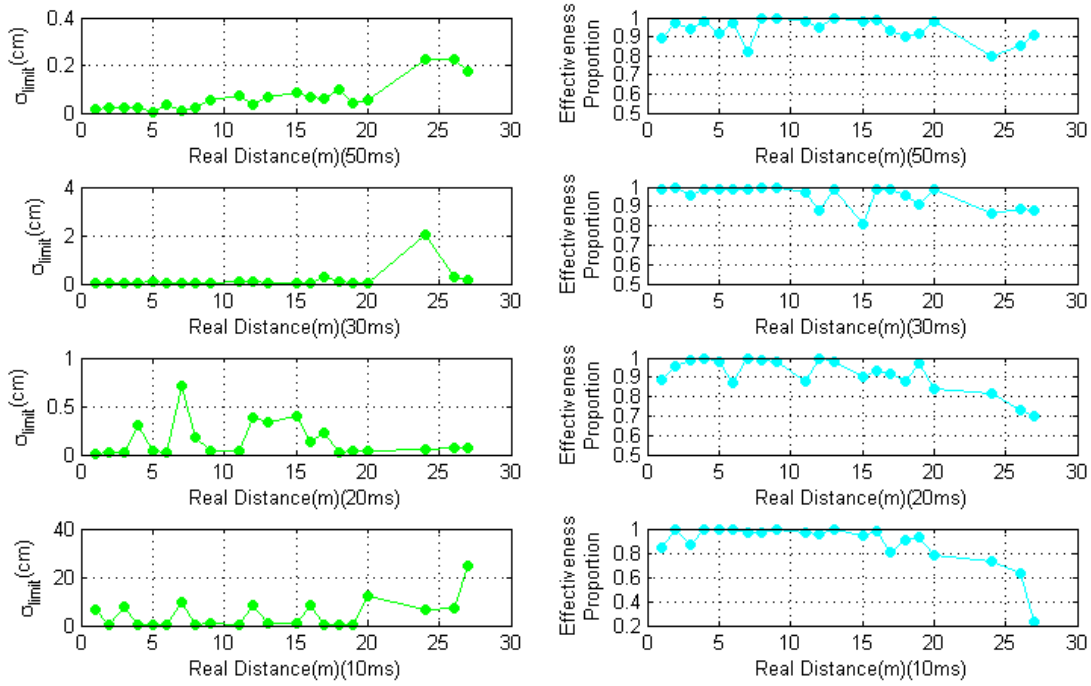 0.4
0.2
0
σlimit(cm)
0 5 10 15 20 25 30
Real Distance(m)(50ms)
1
0.9
0.8
0.7
0.6
0.5
Effectiveness
Proportion
0 5 10 15 20 25 30
Real Distance(m)(50ms)
4
2
0
σlimit(cm)
0 5 10 15 20 25 30
Real Distance(m)(30ms)
1
0.9
0.8
0.7
0.6
0.5
Effectiveness
Proportion
0 5 10 15 20 25 30
Real Distance(m)(30ms)
1
0.5
0
σlimit(cm)
0 5 10 15 20 25 30
Real Distance(m)(20ms)
1
0.9
0.8
0.7
0.6
0.5
Effectiveness
Proportion
0 5 10 15 20 25 30
Real Distance(m)(20ms)
40
20
0
σlimit(cm)
0 5 10 15 20 25 30
Real Distance(m)(10ms)
1
0.8
0.6
0.4
0.2
Effectiveness
Proportion
0 5 10 15 20 25 30
Real Distance(m)(10ms)